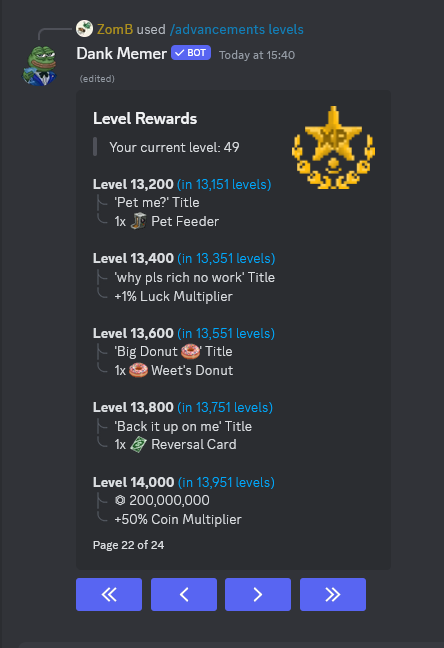 ZomB used /advancements levels
Dank Memer ✓ BOT Today at 15:40
(edited)
Level Rewards
XP
Your current level: 49
Level 13,200 (in 13,151 levels)
'Pet me?' Title
1x Pet Feeder
Level 13,400 (in 13,351 levels)
'why pls rich no work' Title
+1% Luck Multiplier
Level 13,600 (in 13,551 levels)
'Big Donut 🍩' Title
1x Weet's Donut
Level 13,800 (in 13,751 levels)
'Back it up on me' Title
1x Reversal Card
Level 14,000 (in 13,951 levels)
⏣ 200,000,000
+50% Coin Multiplier
Page 22 of 24